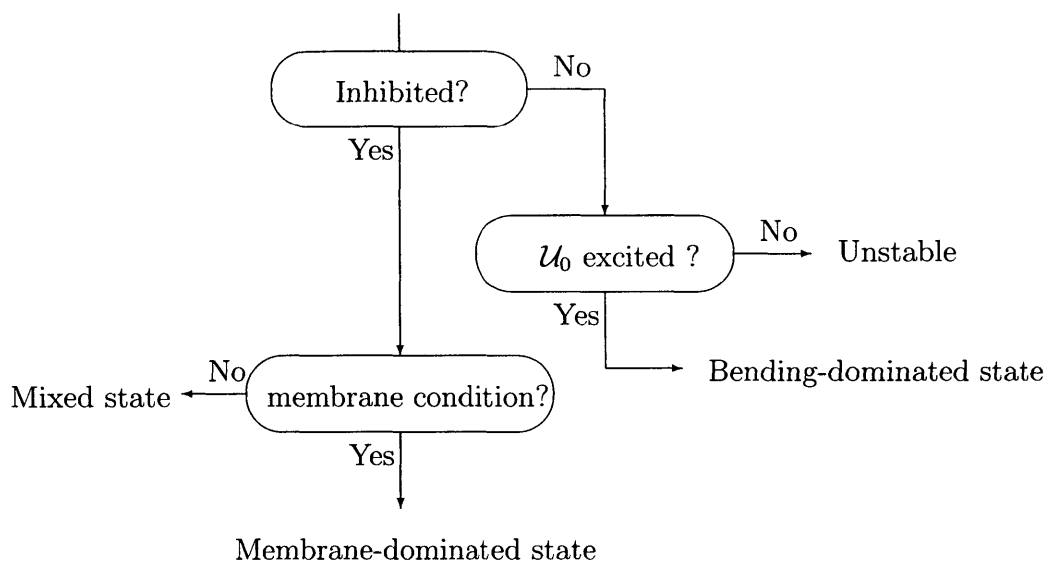 No
Inhibited?
Yes
No
𝒰₀ excited ?
Unstable
Yes
No
Bending-dominated state
Mixed state
membrane condition?
Yes
Membrane-dominated state